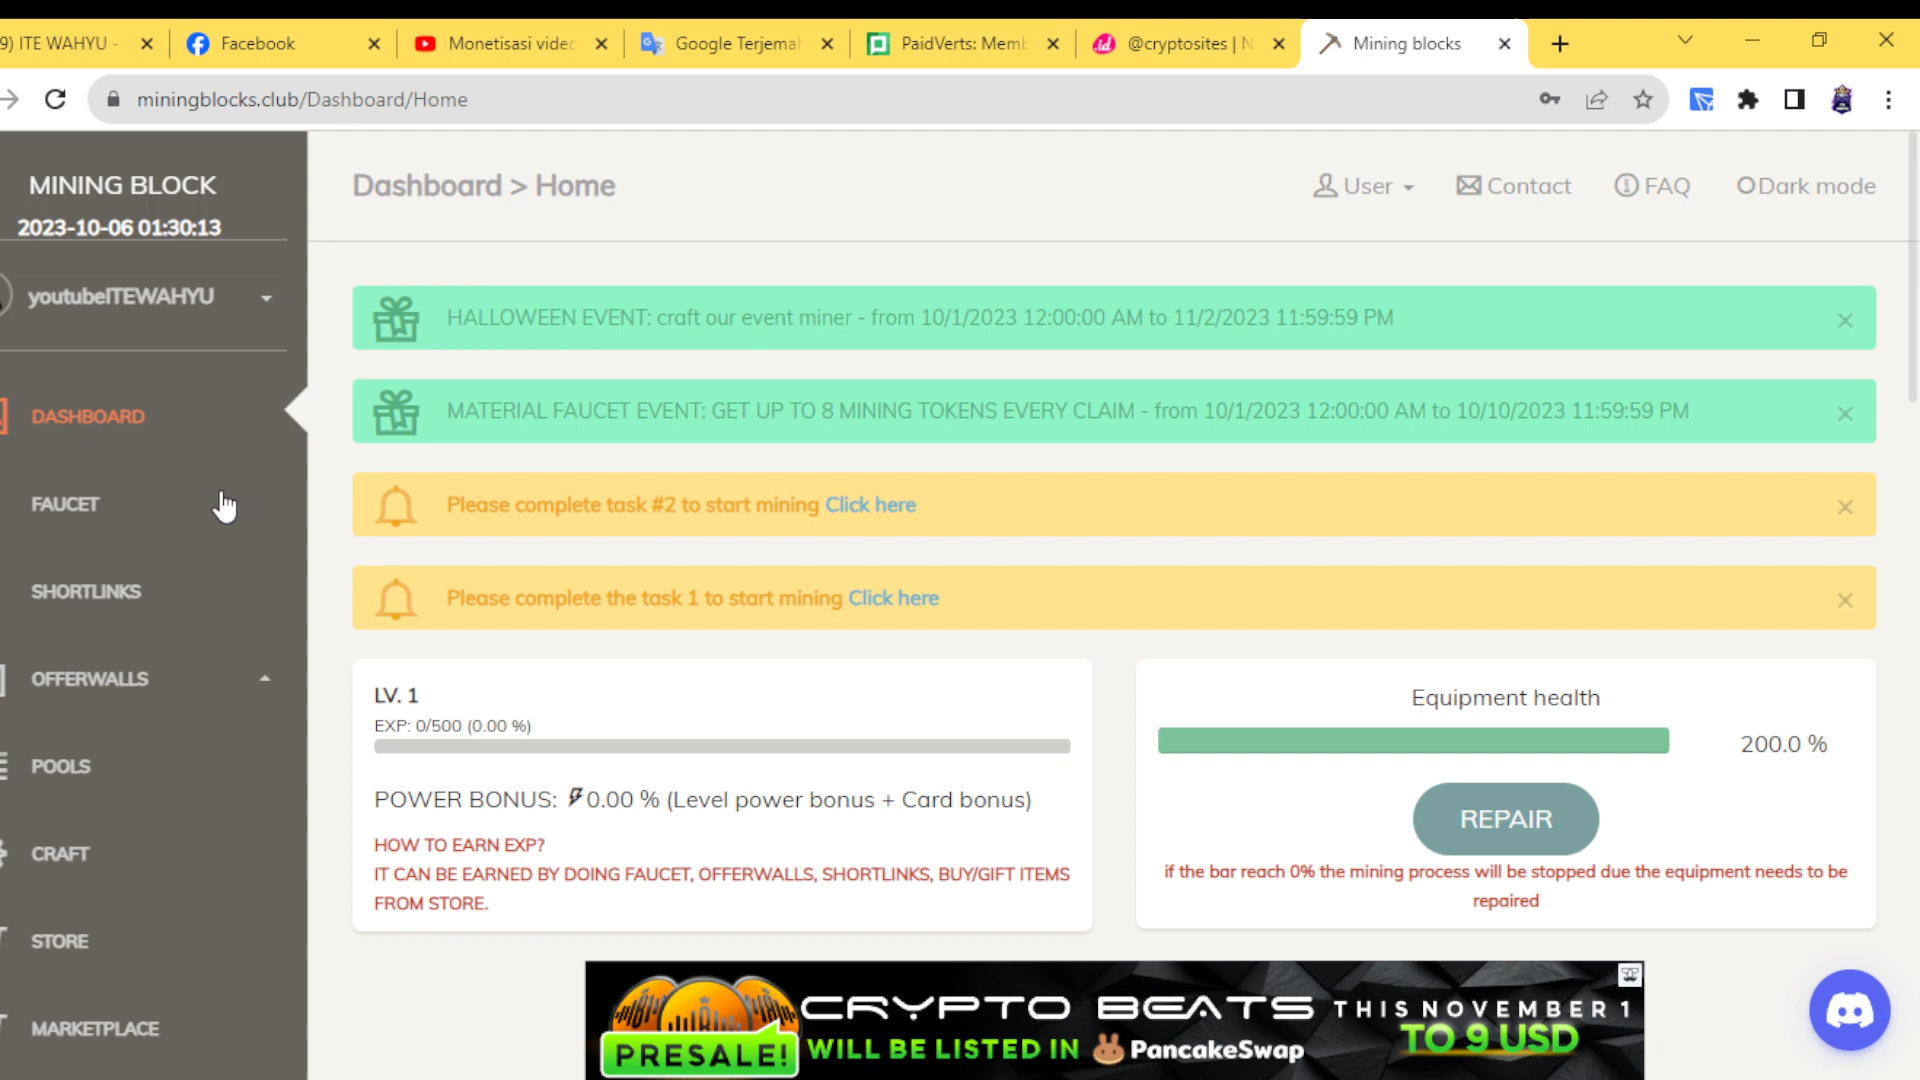 9) ITE WAHYU -
Facebook
Monetisasi videc
Google Terjemah
PaidVerts: Memb
@cryptosites | N
Mining blocks
miningblocks.club/Dashboard/Home
MINING BLOCK
2023-10-06 01:30:13
youtubeITEWAHYU
DASHBOARD
FAUCET
SHORTLINKS
OFFERWALLS
POOLS
CRAFT
STORE
MARKETPLACE
Dashboard > Home
User
Contact
FAQ
Dark mode
HALLOWEEN EVENT: craft our event miner - from 10/1/2023 12:00:00 AM to 11/2/2023 11:59:59 PM
MATERIAL FAUCET EVENT: GET UP TO 8 MINING TOKENS EVERY CLAIM - from 10/1/2023 12:00:00 AM to 10/10/2023 11:59:59 PM
Please complete task #2 to start mining Click here
Please complete the task 1 to start mining Click here
LV. 1
EXP: 0/500 (0.00 %)
POWER BONUS: 0.00 % (Level power bonus + Card bonus)
HOW TO EARN EXP?
IT CAN BE EARNED BY DOING FAUCET, OFFERWALLS, SHORTLINKS, BUY/GIFT ITEMS
FROM STORE.
Equipment health
200.0 %
REPAIR
if the bar reach 0% the mining process will be stopped due the equipment needs to be
repaired
CRYPTO BEATS THIS NOVEMBER 1
PRESALE! WILL BE LISTED IN PancakeSwap TO 9 USD